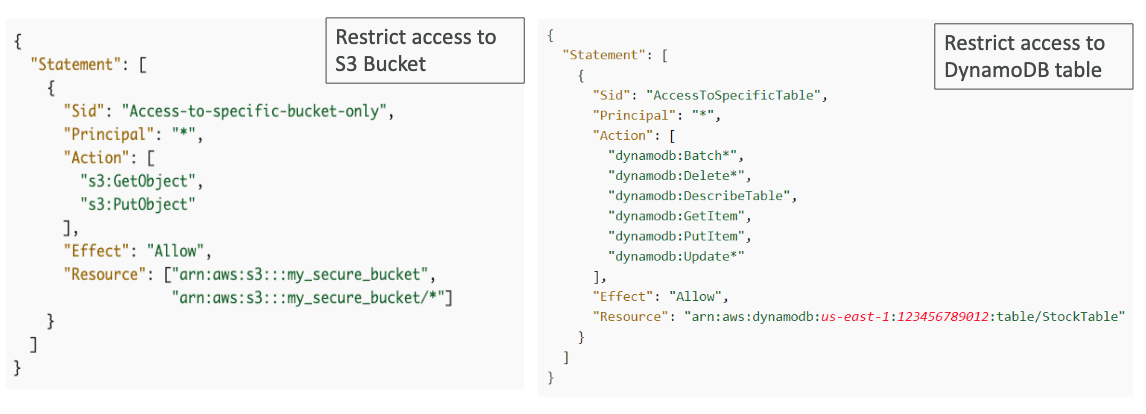 Restrict access to
S3 Bucket
{
"Statement": [
{
"Sid": "Access-to-specific-bucket-only",
"Principal": "*",
"Action": [
"s3:GetObject",
"s3:PutObject"
],
"Effect": "Allow",
"Resource": ["arn:aws:s3:::my_secure_bucket",
"arn:aws:s3:::my_secure_bucket/*"]
}
]
}
Restrict access to
DynamoDB table
{
"Statement": [
{
"Sid": "AccessToSpecificTable",
"Principal": "*",
"Action": [
"dynamodb:Batch*",
"dynamodb:Delete*",
"dynamodb:DescribeTable",
"dynamodb:GetItem",
"dynamodb:PutItem",
"dynamodb:Update*"
],
"Effect": "Allow",
"Resource": "arn:aws:dynamodb:us-east-1:123456789012:table/StockTable"
}
]
}